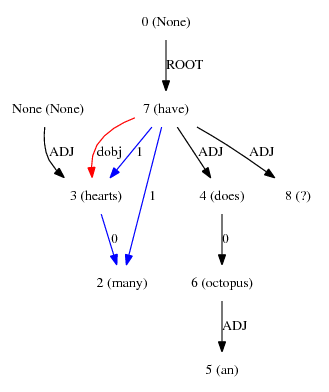 0 (None)
ROOT
None (None) 7 (have)
ADJ dobj 1 ADJ ADJ
3 (hearts) 1 4 (does) 8 (?)
0 0
2 (many) 6 (octopus)
ADJ
5 (an)